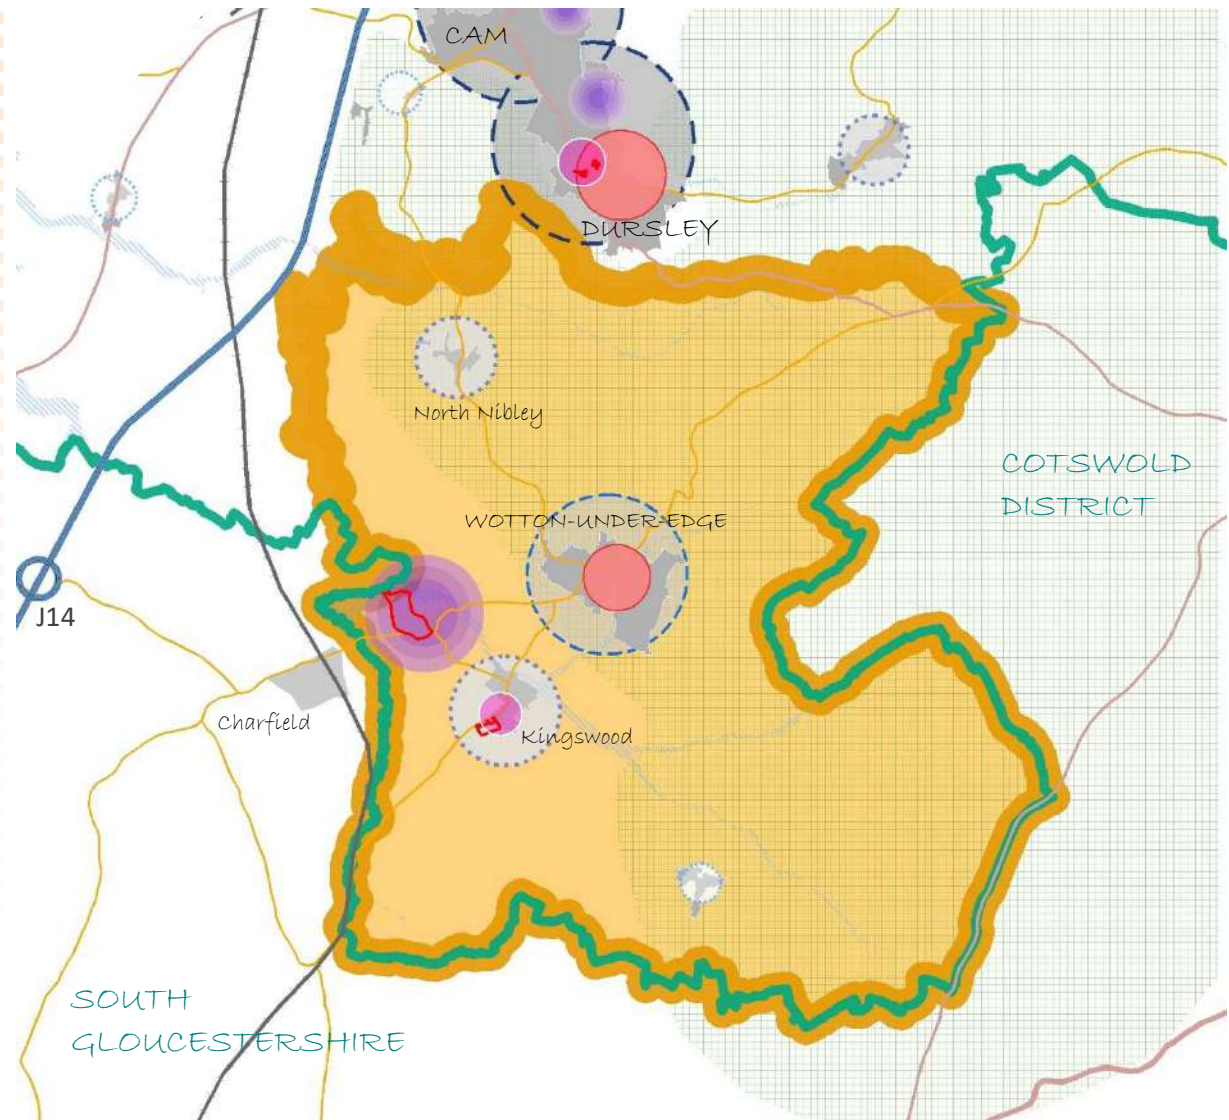 CAM
DURSLEY
North Nibley
COTSWOLD
DISTRICT
WOTTON-UNDER-EDGE
J14
Charfield
Kingswood
SOUTH
GLOUCESTERSHIRE